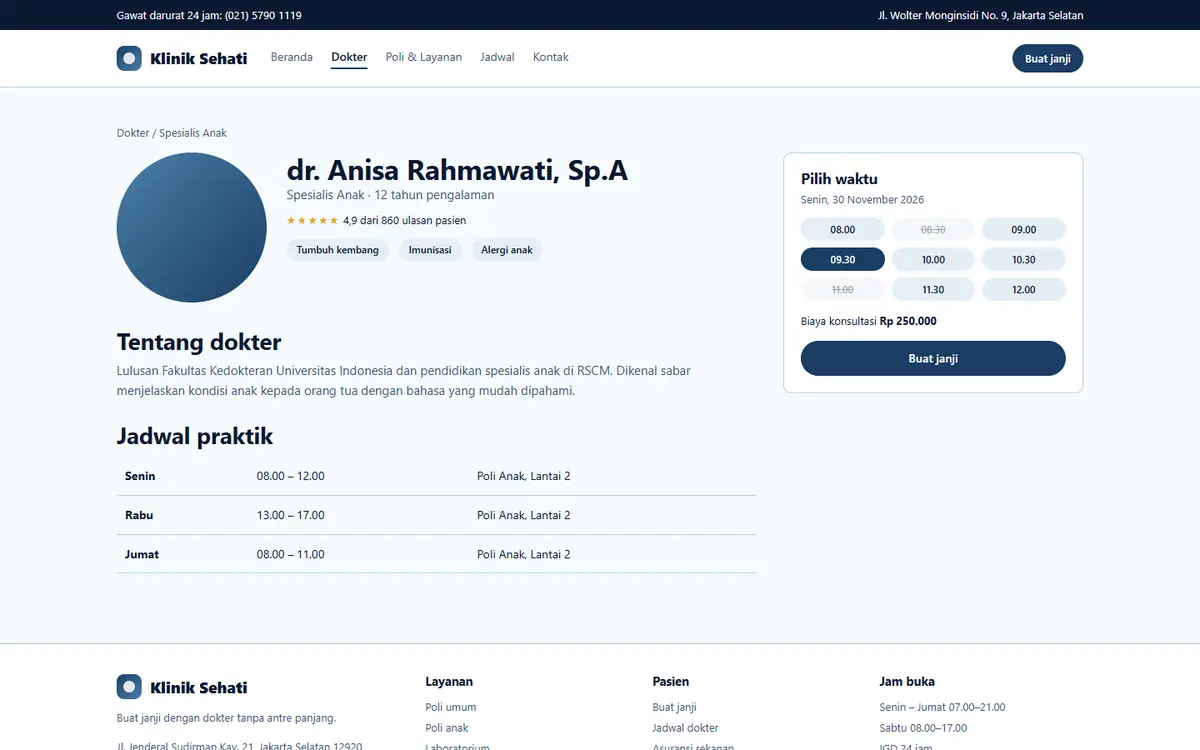 Gawat darurat 24 jam: (021) 5790 1119
Jl. Wolter Monginsidi No. 9, Jakarta Selatan
Klinik Sehati
Beranda
Dokter
Poli & Layanan
Jadwal
Kontak
Buat janji
Dokter / Spesialis Anak
dr. Anisa Rahmawati, Sp.A
Spesialis Anak · 12 tahun pengalaman
★★★★★ 4,9 dari 860 ulasan pasien
Tumbuh kembang
Imunisasi
Alergi anak
Pilih waktu
Senin, 30 November 2026
08.00
08.30
09.00
09.30
10.00
10.30
11.00
11.30
12.00
Biaya konsultasi Rp 250.000
Buat janji
Tentang dokter
Lulusan Fakultas Kedokteran Universitas Indonesia dan pendidikan spesialis anak di RSCM. Dikenal sabar
menjelaskan kondisi anak kepada orang tua dengan bahasa yang mudah dipahami.
Jadwal praktik
Senin 08.00 – 12.00 Poli Anak, Lantai 2
Rabu 13.00 – 17.00 Poli Anak, Lantai 2
Jumat 08.00 – 11.00 Poli Anak, Lantai 2
Klinik Sehati
Buat janji dengan dokter tanpa antre panjang.
Jl. Jenderal Sudirman Kav. 21, Jakarta Selatan 12920
Layanan
Poli umum
Poli anak
Laboratorium
Pasien
Buat janji
Jadwal dokter
Asuransi rekanan
Jam buka
Senin – Jumat 07.00–21.00
Sabtu 08.00–17.00
IGD 24 jam